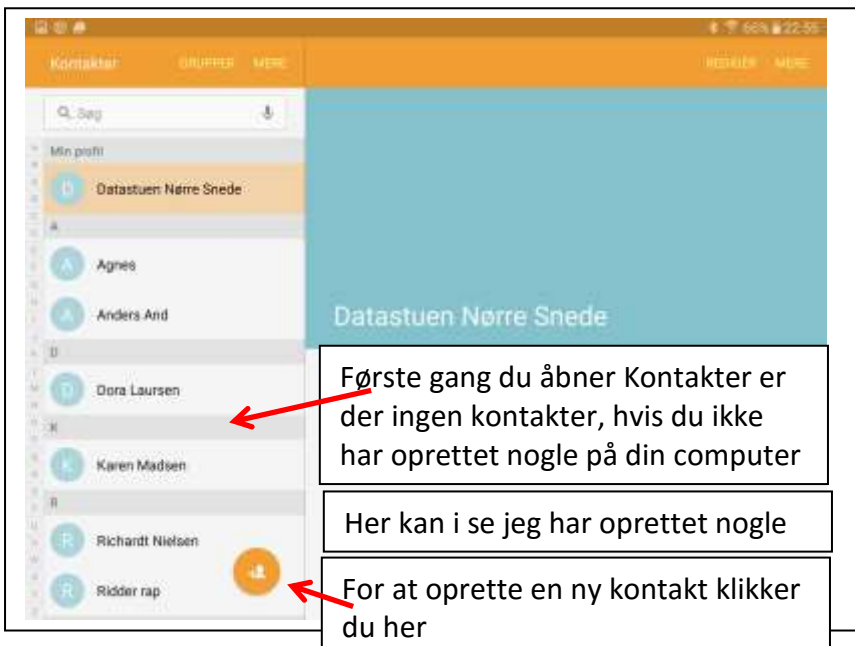 66% 22:55
Kontakter GRUPPER MERE
REDIGER MERE
Søg
Min profil
D Datastuen Nørre Snede
A
A Agnes
A Anders And
Datastuen Nørre Snede
D
D Dora Laursen
K
K Karen Madsen
R
R Richardt Nielsen
R Ridder rap
Første gang du åbner Kontakter er
der ingen kontakter, hvis du ikke
har oprettet nogle på din computer
Her kan i se jeg har oprettet nogle
For at oprette en ny kontakt klikker
du her